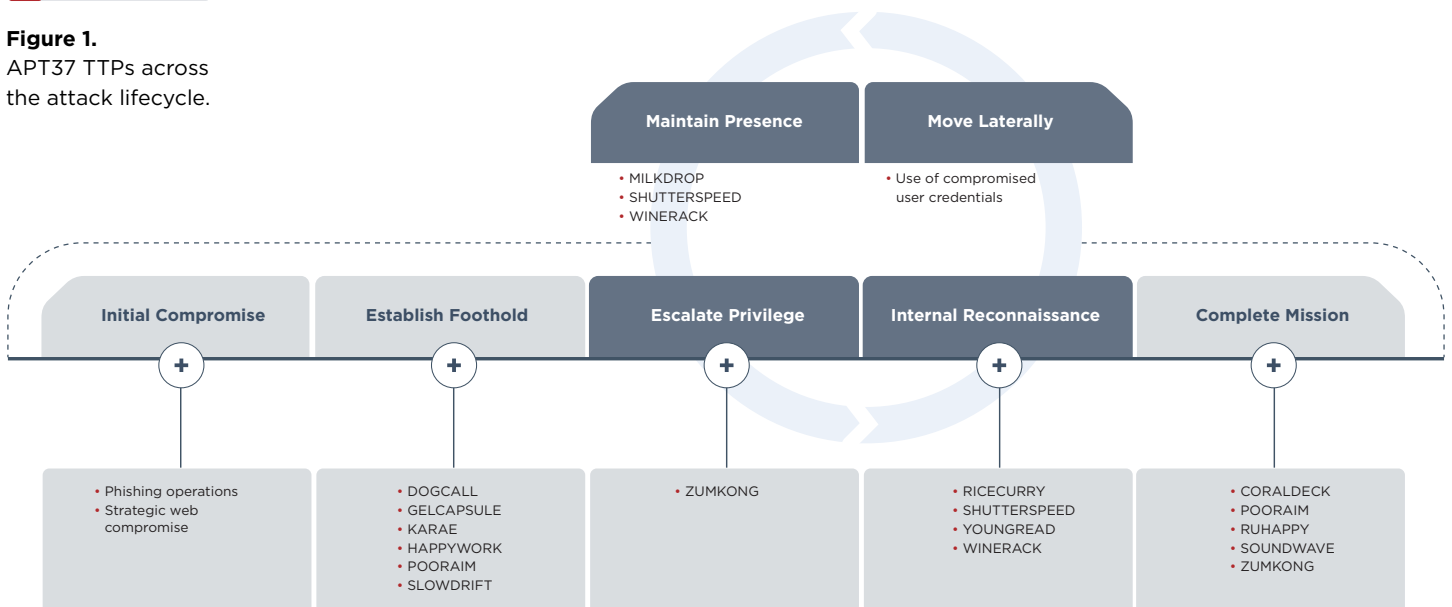 Figure 1.
APT37 TTPs across
the attack lifecycle.
Maintain Presence
• MILKDROP
• SHUTTERSPEED
• WINERACK
Move Laterally
• Use of compromised
user credentials
Initial Compromise
Establish Foothold
Escalate Privilege
Internal Reconnaissance
Complete Mission
+
+
+
+
+
• Phishing operations
• Strategic web
compromise
• DOGCALL
• GELCAPSULE
• KARAE
• HAPPYWORK
• POORAIM
• SLOWDRIFT
• ZUMKONG
• RICECURRY
• SHUTTERSPEED
• YOUNGREAD
• WINERACK
• CORALDECK
• POORAIM
• RUHAPPY
• SOUNDWAVE
• ZUMKONG